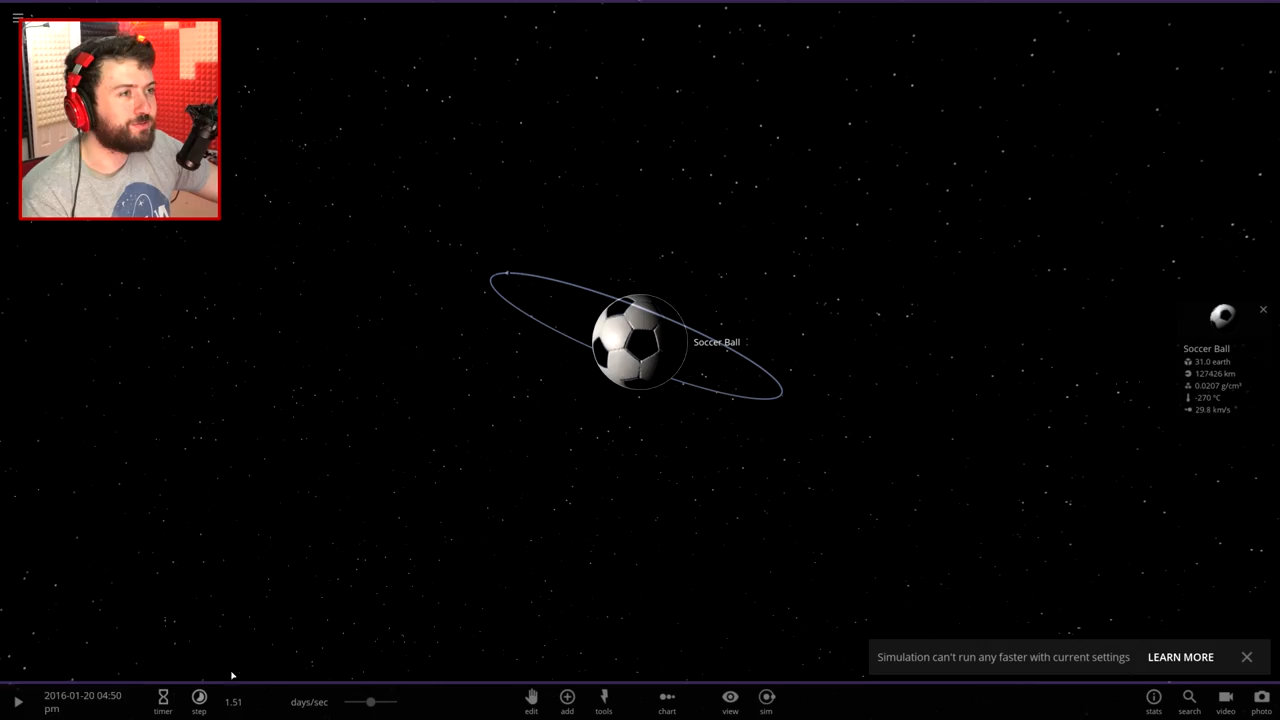 Soccer Ball
Soccer Ball
31.0 earth
127426 km
0.0207 g/cm³
-270 °C
29.8 km/s
Simulation can't run any faster with current settings LEARN MORE
2016-01-20 04:50 pm
timer
step
1.51
days/sec
edit
add
tools
chart
view
sim
stats
search
video
photo